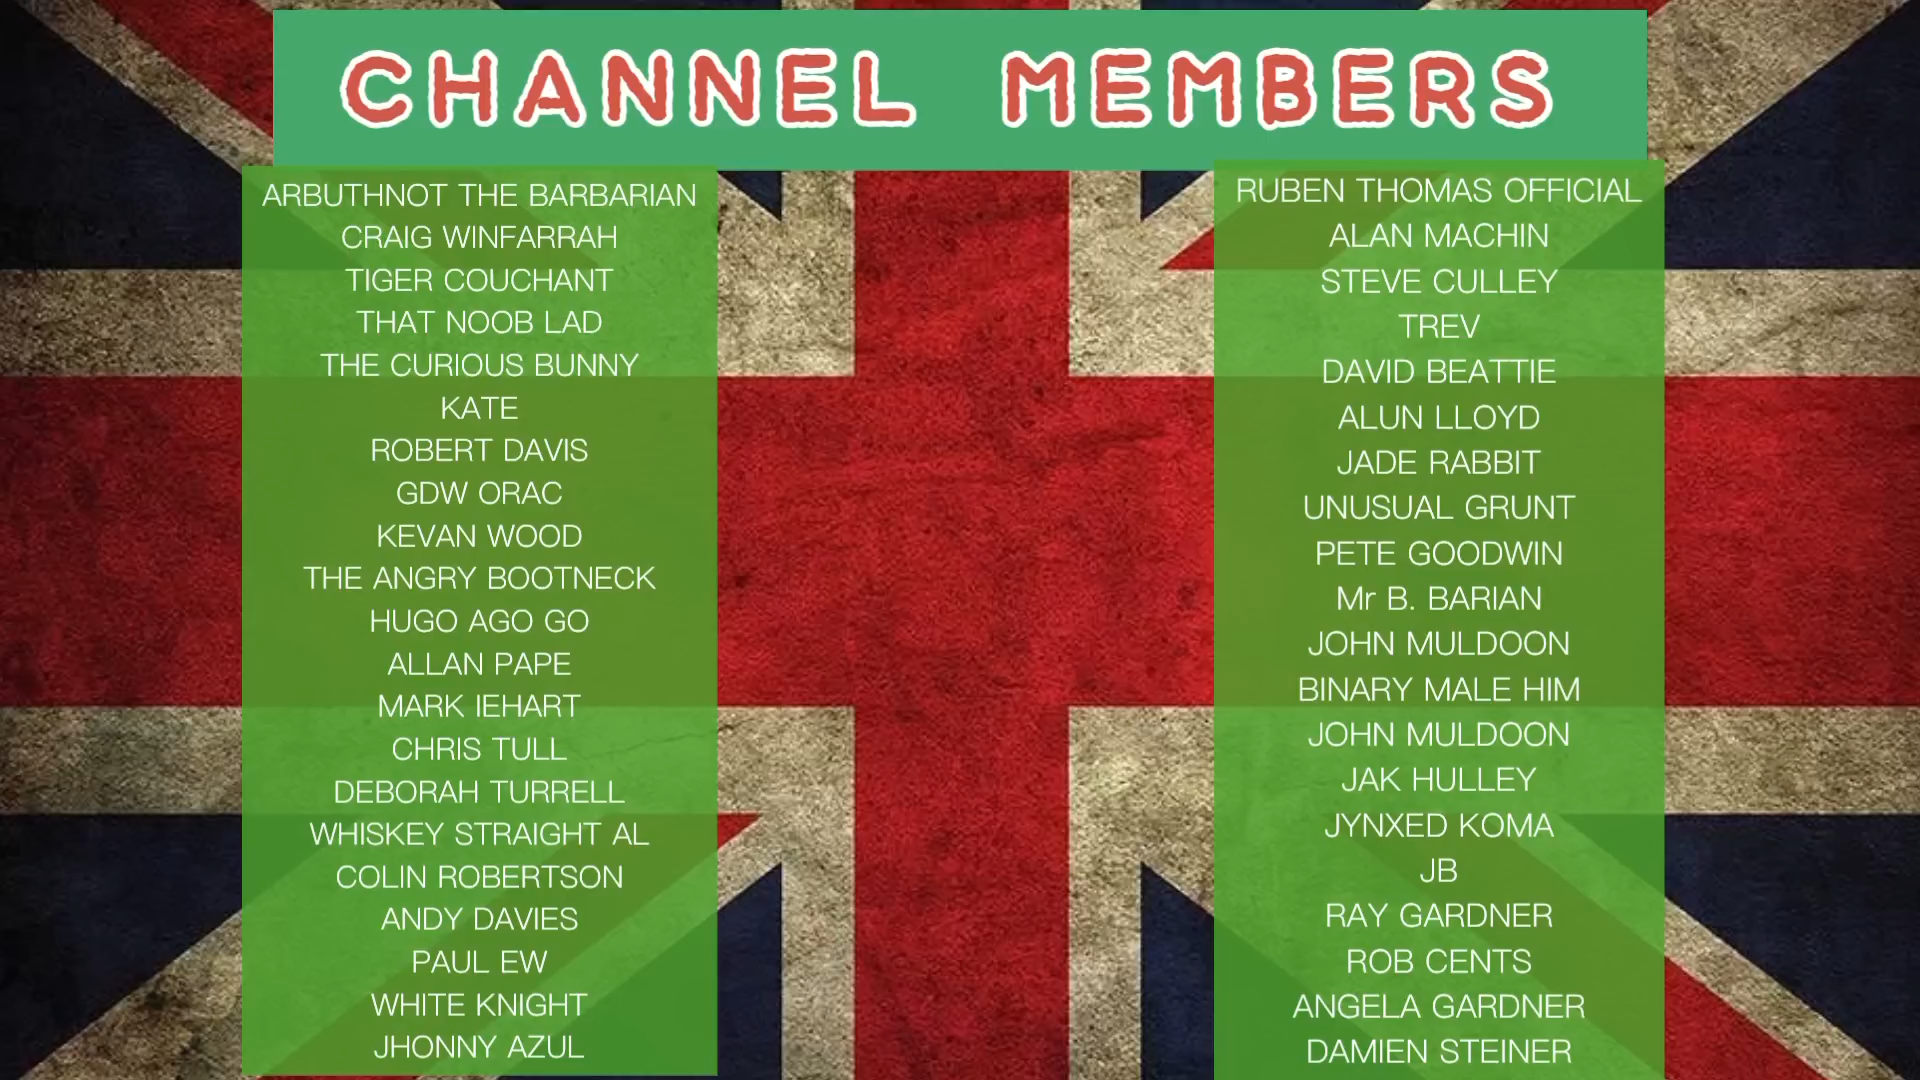 CHANNEL MEMBERS
ARBUTHNOT THE BARBARIAN
CRAIG WINFARRAH
TIGER COUCHANT
THAT NOOB LAD
THE CURIOUS BUNNY
KATE
ROBERT DAVIS
GDW ORAC
KEVAN WOOD
THE ANGRY BOOTNECK
HUGO AGO GO
ALLAN PAPE
MARK IEHART
CHRIS TULL
DEBORAH TURRELL
WHISKEY STRAIGHT AL
COLIN ROBERTSON
ANDY DAVIES
PAUL EW
WHITE KNIGHT
JHONNY AZUL
RUBEN THOMAS OFFICIAL
ALAN MACHIN
STEVE CULLEY
TREV
DAVID BEATTIE
ALUN LLOYD
JADE RABBIT
UNUSUAL GRUNT
PETE GOODWIN
Mr B. BARIAN
JOHN MULDOON
BINARY MALE HIM
JOHN MULDOON
JAK HULLEY
JYNXED KOMA
JB
RAY GARDNER
ROB CENTS
ANGELA GARDNER
DAMIEN STEINER